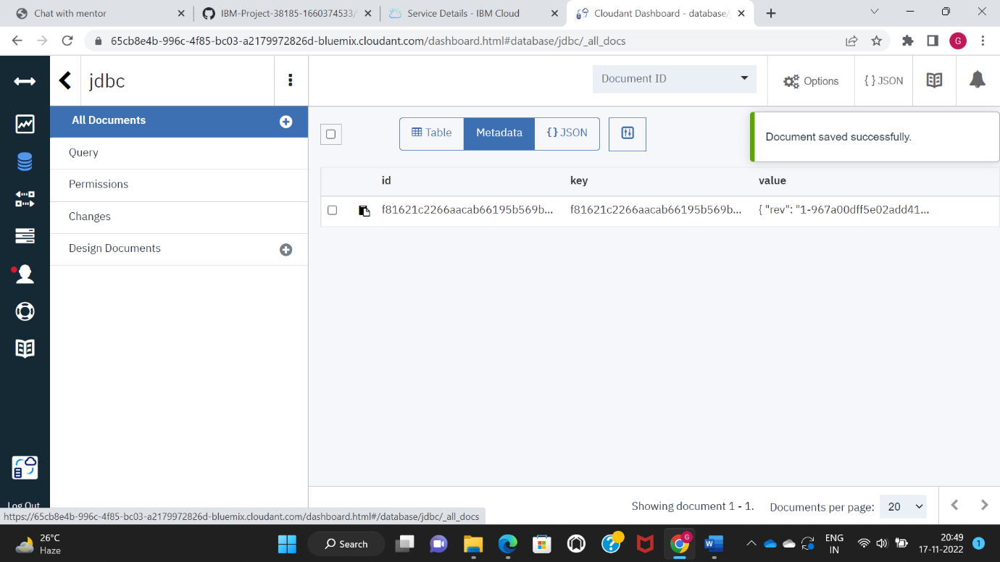 Chat with mentor
IBM-Project-38185-1660374533/
Service Details - IBM Cloud
Cloudant Dashboard - database/
65cb8e4b-996c-4f85-bc03-a2179972826d-bluemix.cloudant.com/dashboard.html#database/jdbc/_all_docs
G
jdbc
Document ID
Options
{ } JSON
All Documents
Query
Permissions
Changes
Design Documents
Table
Metadata
{ } JSON
Document saved successfully.
id key value
f81621c2266aacab66195b569b... f81621c2266aacab66195b569b... { "rev": "1-967a00dff5e02add41...
Log Out
Showing document 1 - 1.
Documents per page: 20
https://65cb8e4b-996c-4f85-bc03-a2179972826d-bluemix.cloudant.com/dashboard.html#/database/jdbc/_all_docs
26°C
Haze
Search
G
W
ENG
IN
20:49
17-11-2022
1